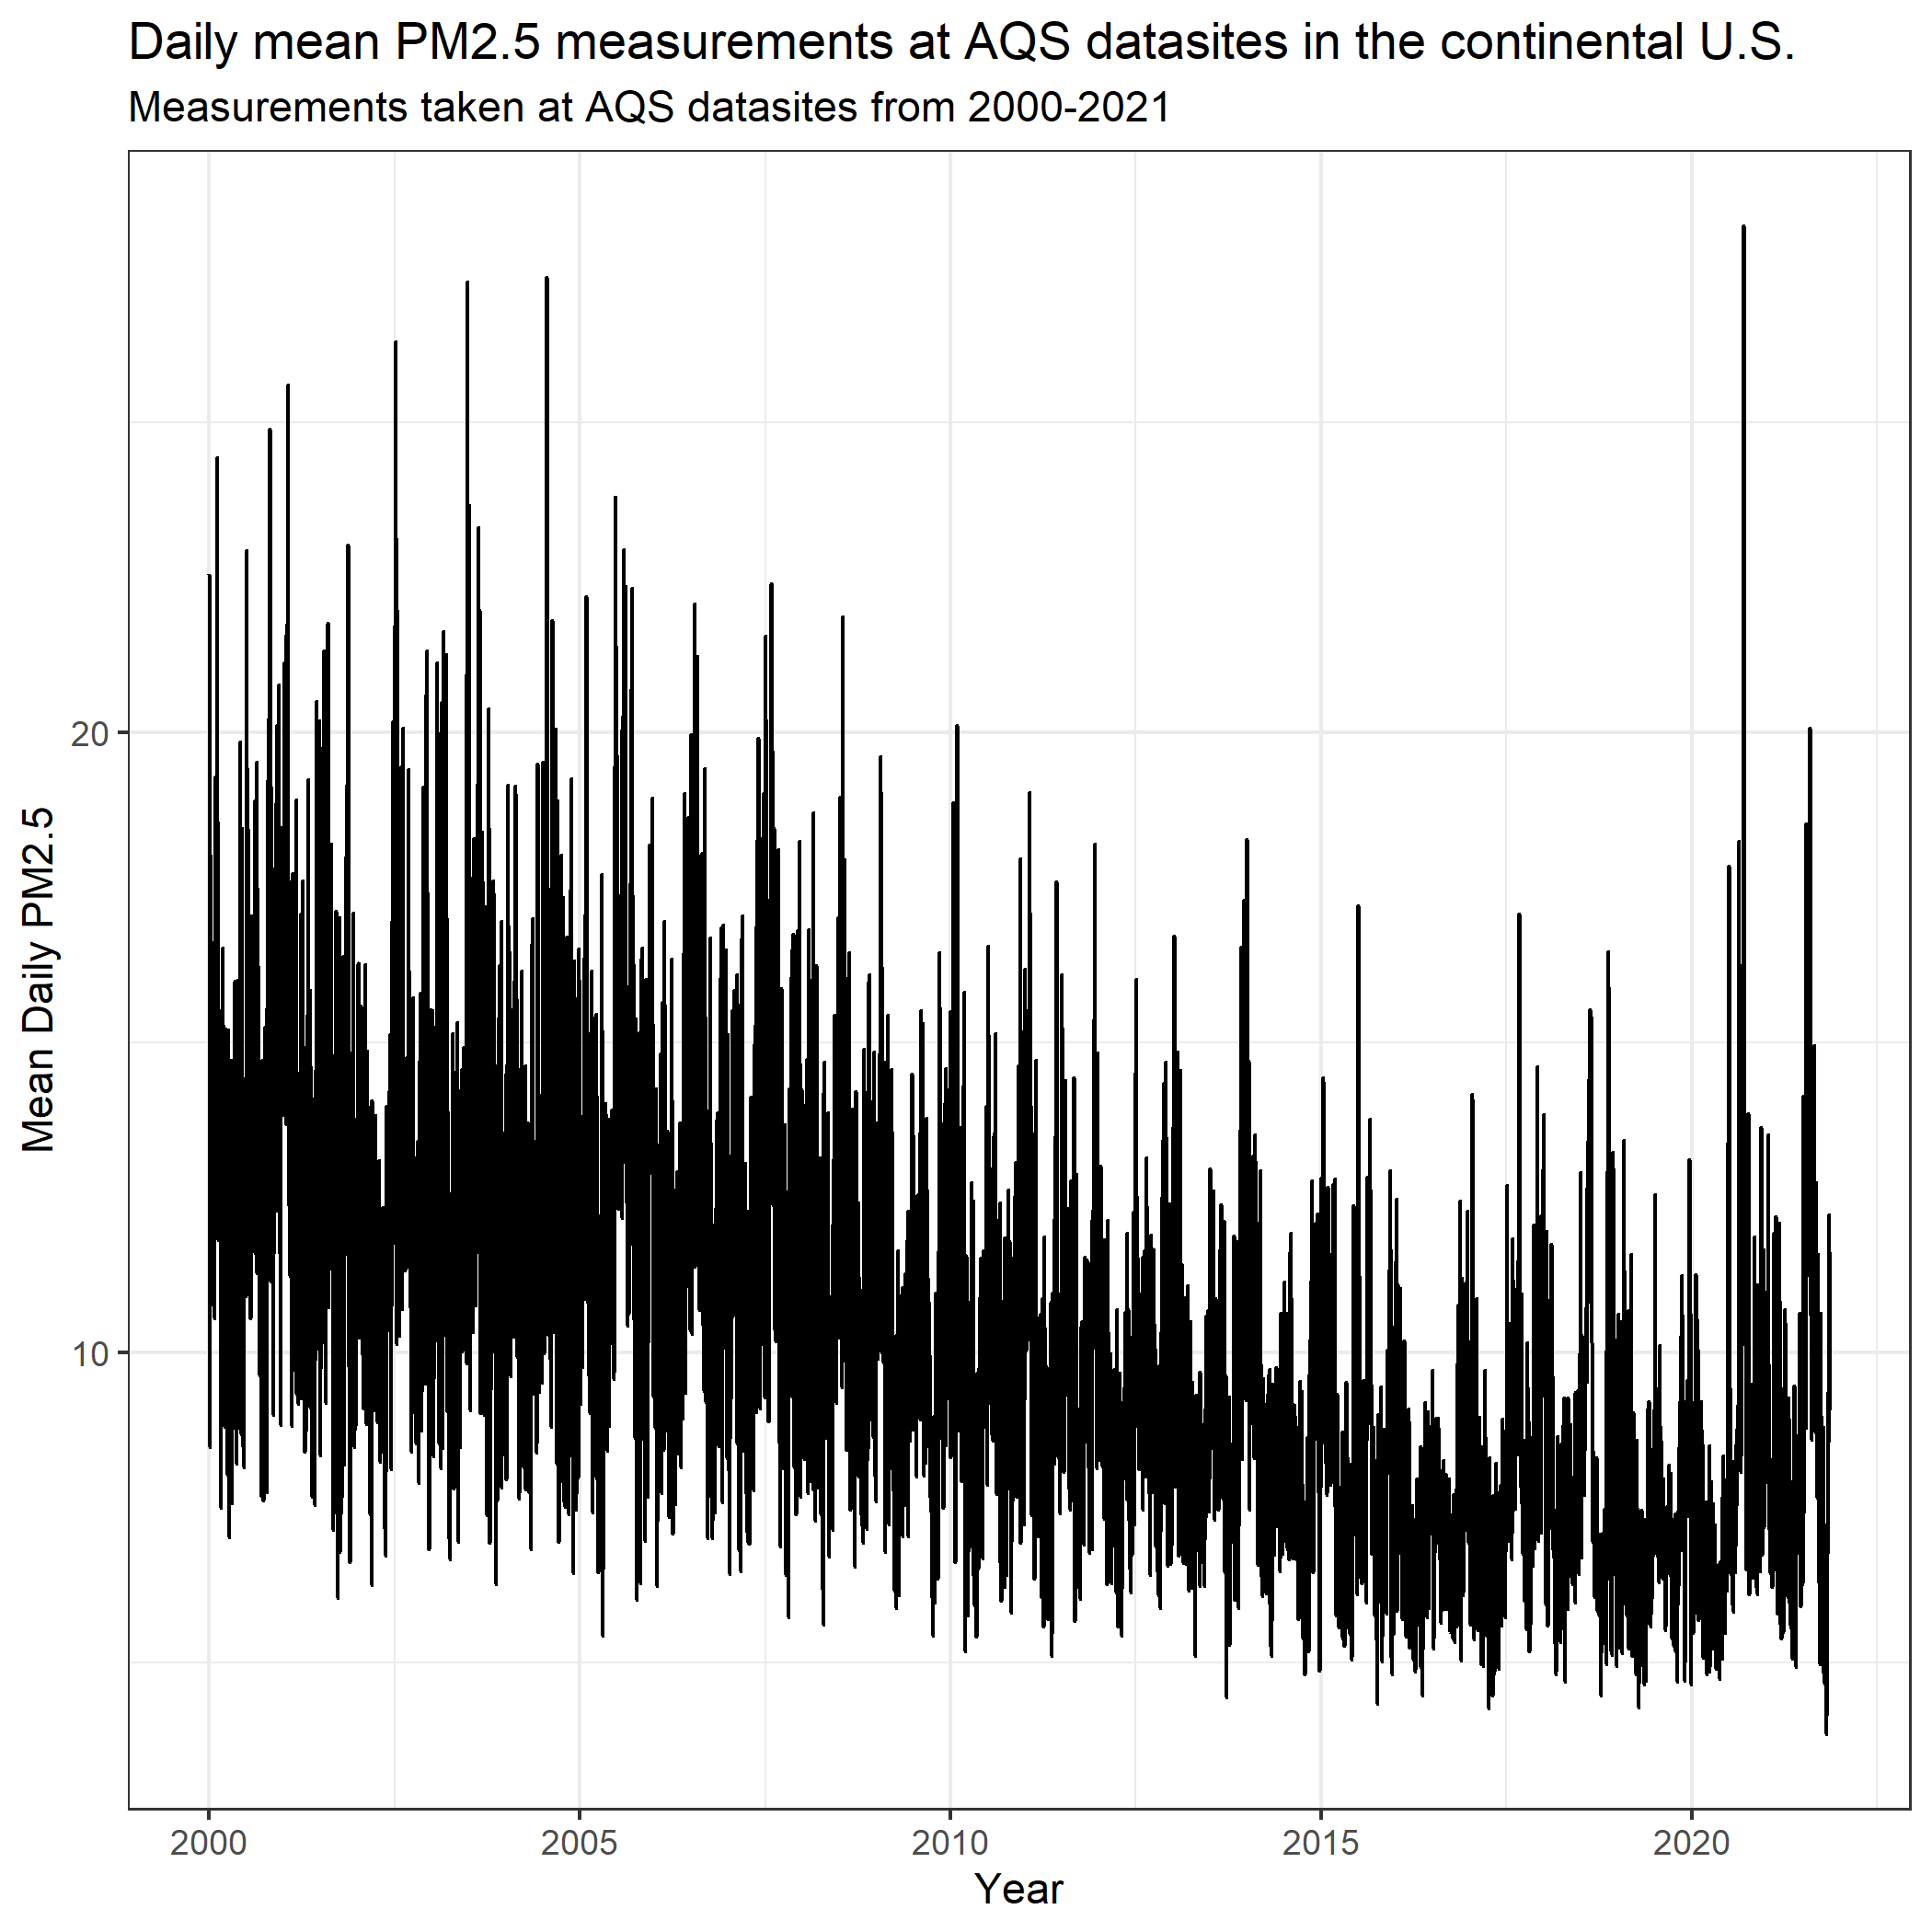 Daily mean PM2.5 measurements at AQS datasites in the continental U.S.
Measurements taken at AQS datasites from 2000-2021
Mean Daily PM2.5
20
10
2000
2005
2010
2015
2020
Year